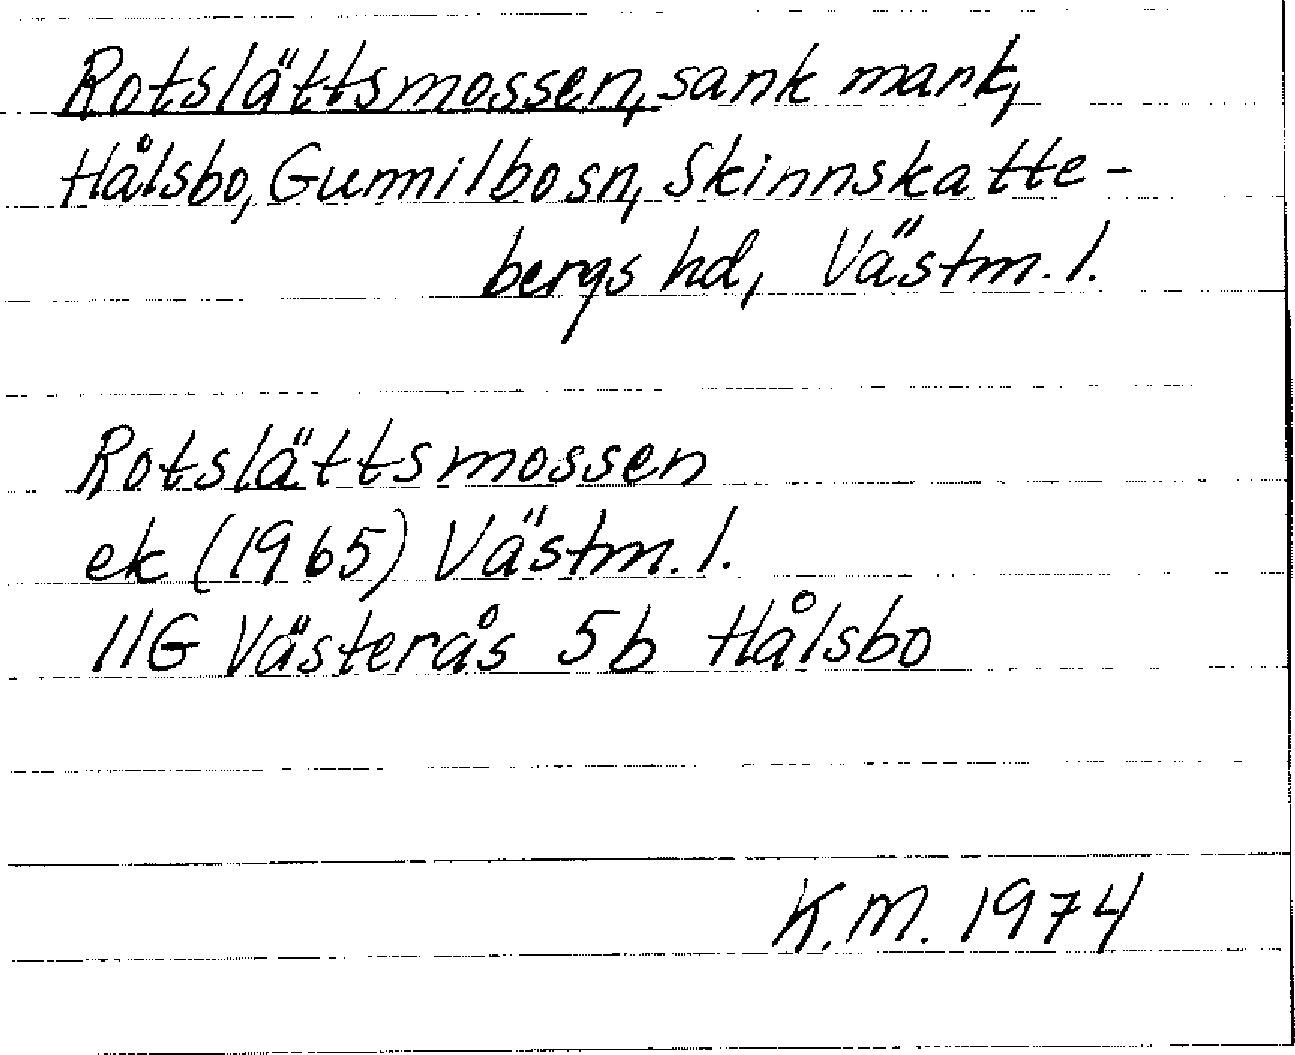 Rotslättsmossen, sank mark,
Hålsbo, Gunnilbo sn, Skinnskatte-
bergs hd, Västm. l.
Rotslättsmossen
ek (1965) Västm. l.
11G Västerås 5b Hålsbo
K.M. 1974